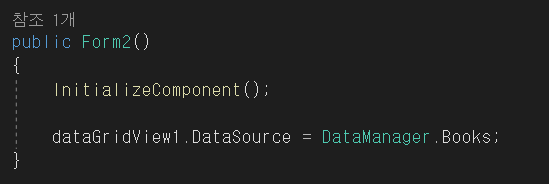 참조 1개
public Form2()
{
InitializeComponent();
dataGridView1.DataSource = DataManager.Books;
}